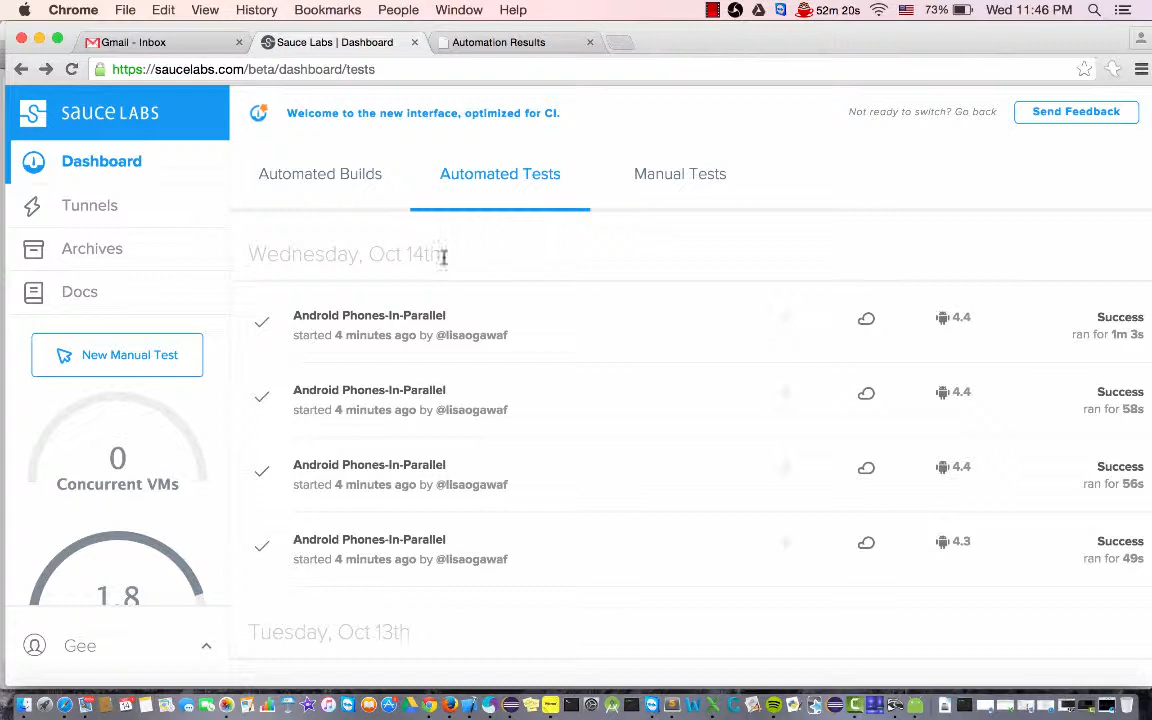 Chrome File Edit View History Bookmarks People Window Help 52m 20s 73% Wed 11:46 PM
Gmail - Inbox Sauce Labs | Dashboard Automation Results
https://saucelabs.com/beta/dashboard/tests
SAUCE LABS
Welcome to the new interface, optimized for CI.
Not ready to switch? Go back
Send Feedback
Dashboard
Tunnels
Archives
Docs
New Manual Test
0
Concurrent VMs
1.8
Gee
Automated Builds Automated Tests Manual Tests
Wednesday, Oct 14th
Android Phones-In-Parallel 4.4 Success
started 4 minutes ago by @lisaogawaf ran for 1m 3s
Android Phones-In-Parallel 4.4 Success
started 4 minutes ago by @lisaogawaf ran for 58s
Android Phones-In-Parallel 4.4 Success
started 4 minutes ago by @lisaogawaf ran for 56s
Android Phones-In-Parallel 4.3 Success
started 4 minutes ago by @lisaogawaf ran for 49s
Tuesday, Oct 13th